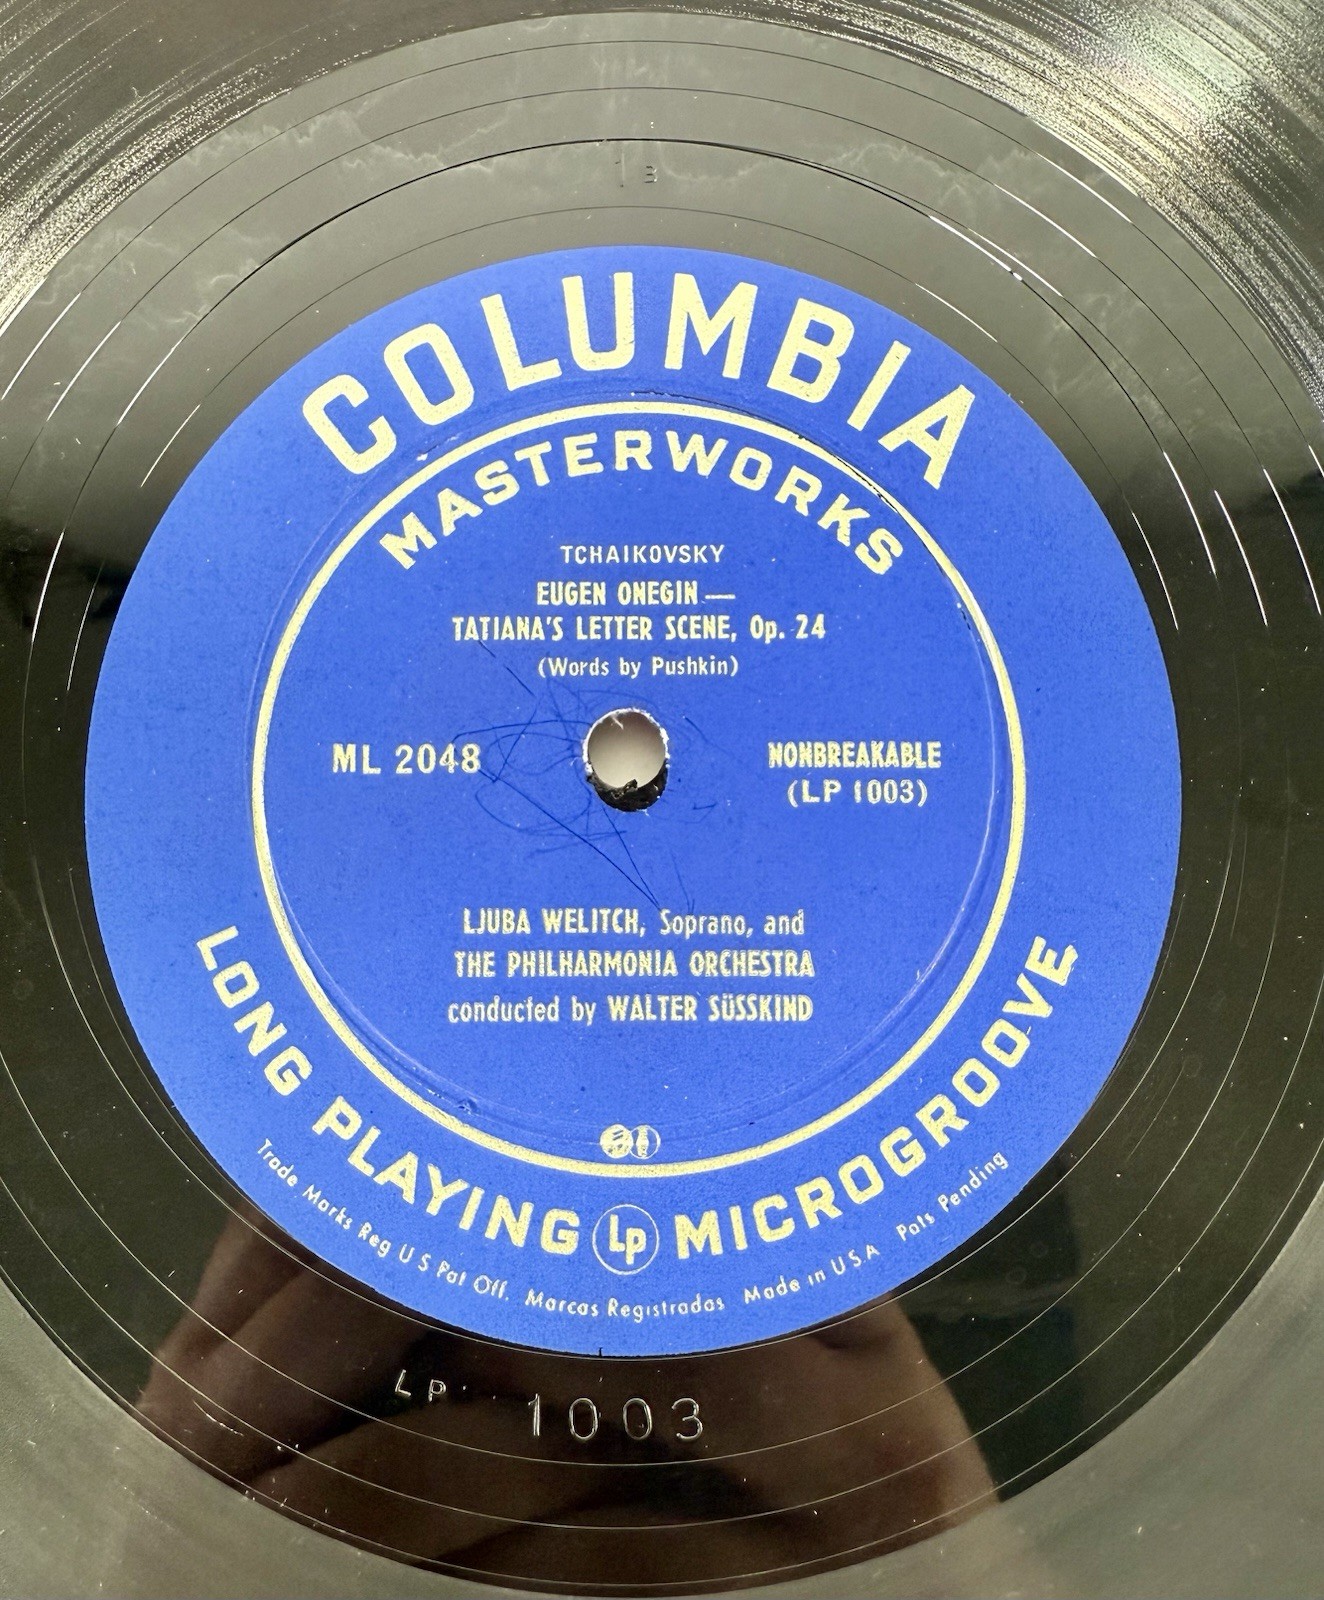 B
COLUMBIA
MASTERWORKS
TCHAIKOVSKY
EUGEN ONEGIN —
TATIANA'S LETTER SCENE, Op. 24
(Words by Pushkin)
ML 2048
NONBREAKABLE
(LP 1003)
LJUBA WELITCH, Soprano, and
THE PHILHARMONIA ORCHESTRA
conducted by WALTER SÜSSKIND
LONG PLAYING Lp MICROGROOVE
Trade Marks Reg U S Pat Off. Marcas Registradas Made in U.S.A Pats Pending
LP 1003